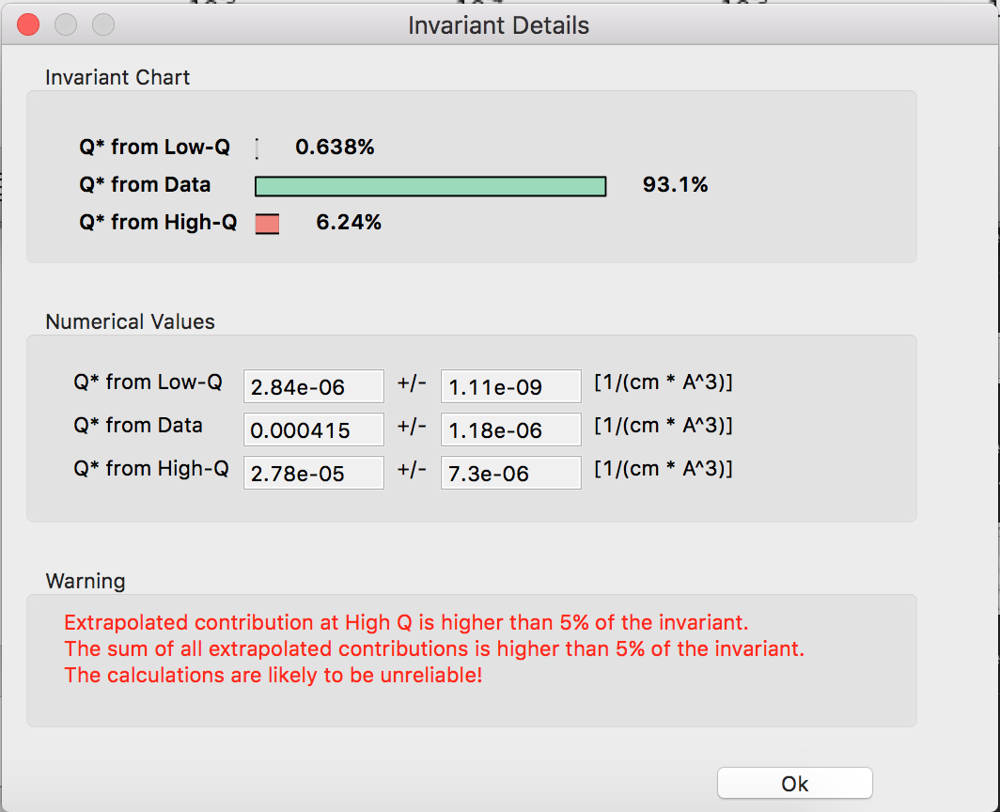 Invariant Details
Invariant Chart
Q* from Low-Q 0.638%
Q* from Data 93.1%
Q* from High-Q 6.24%
Numerical Values
Q* from Low-Q 2.84e-06 +/- 1.11e-09 [1/(cm * A^3)]
Q* from Data 0.000415 +/- 1.18e-06 [1/(cm * A^3)]
Q* from High-Q 2.78e-05 +/- 7.3e-06 [1/(cm * A^3)]
Warning
Extrapolated contribution at High Q is higher than 5% of the invariant.
The sum of all extrapolated contributions is higher than 5% of the invariant.
The calculations are likely to be unreliable!
Ok